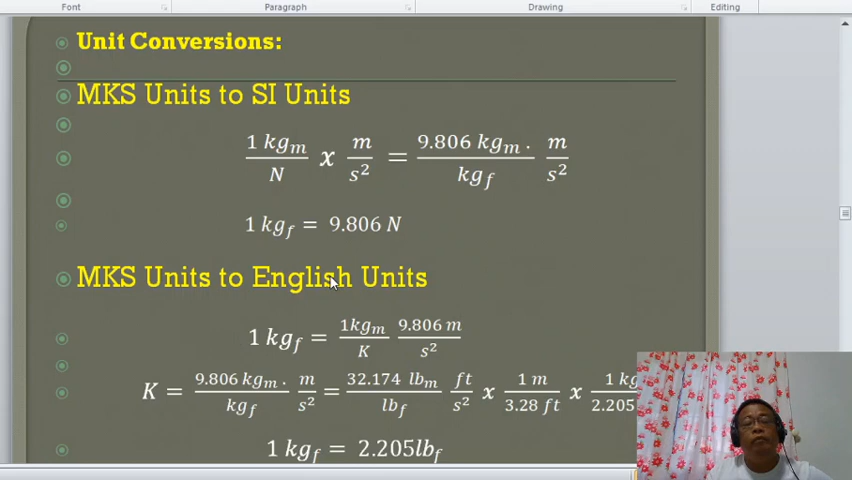 Font Paragraph Drawing Editing
Unit Conversions:
MKS Units to SI Units
1 kg_m / N x m / s² = 9.806 kg_m . / kg_f m / s²
1 kg_f = 9.806 N
MKS Units to English Units
1 kg_f = 1kg_m / K 9.806 m / s²
K = 9.806 kg_m . / kg_f m / s² = 32.174 lb_m / lb_f ft / s² x 1 m / 3.28 ft x 1 kg / 2.205
1 kg_f = 2.205lb_f